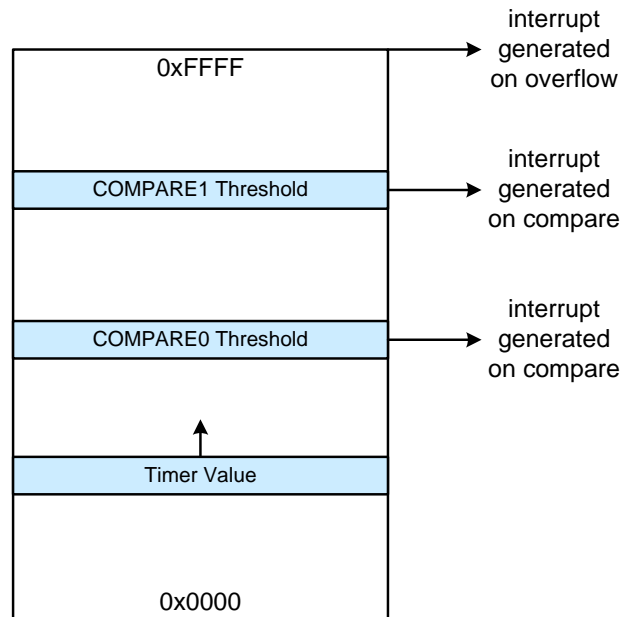 interrupt
generated
on overflow
0xFFFF
interrupt
generated
on compare
COMPARE1 Threshold
interrupt
generated
on compare
COMPARE0 Threshold
Timer Value
0x0000